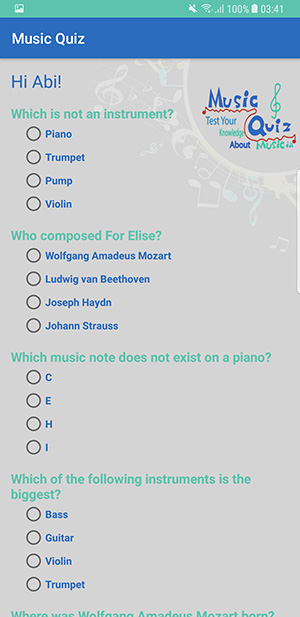 100% 03:41
Music Quiz
Hi Abi!
Music
Test Your
Knowledge
Quiz
About Music
Which is not an instrument?
Piano
Trumpet
Pump
Violin
Who composed For Elise?
Wolfgang Amadeus Mozart
Ludwig van Beethoven
Joseph Haydn
Johann Strauss
Which music note does not exist on a piano?
C
E
H
I
Which of the following instruments is the
biggest?
Bass
Guitar
Violin
Trumpet
Where was Wolfgang Amadeus Mozart born?